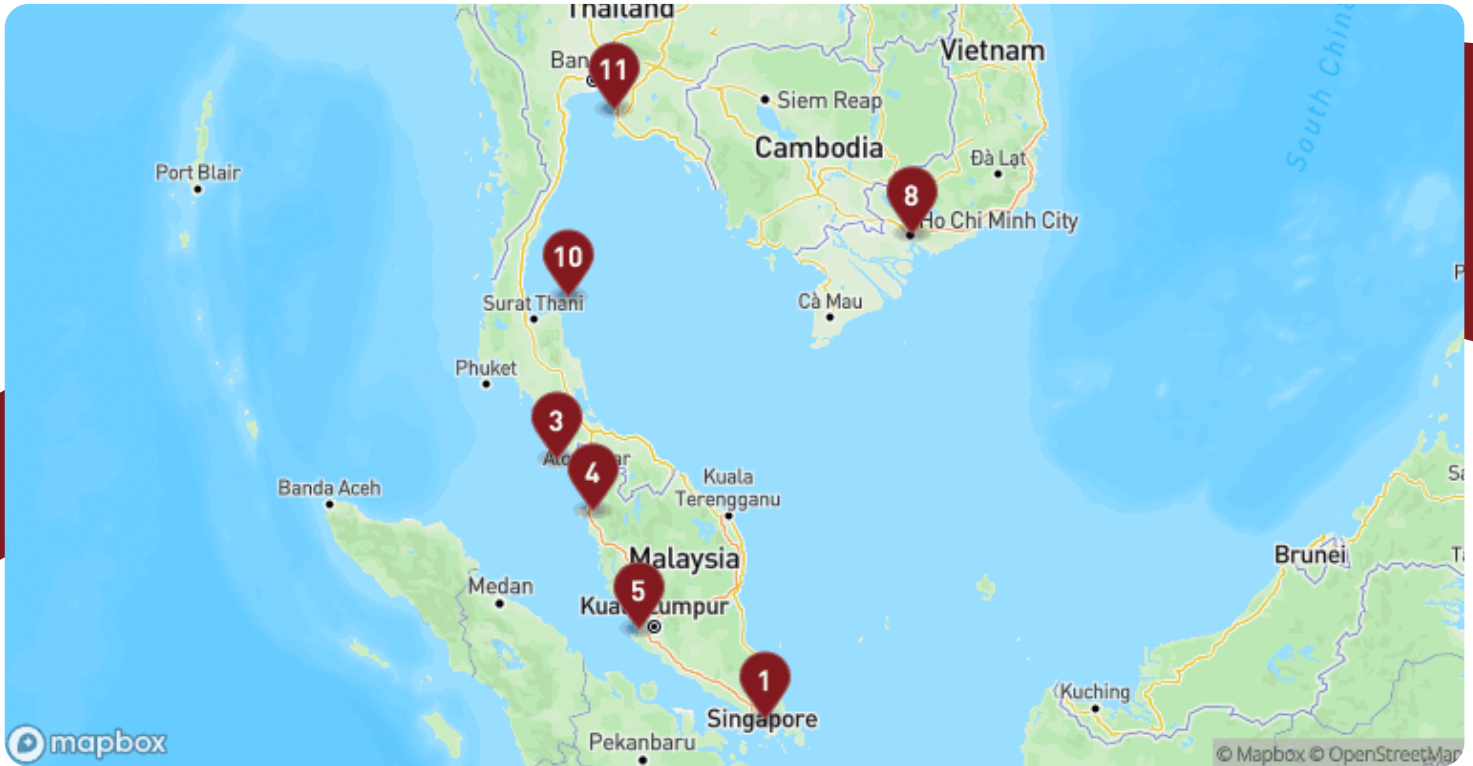 Thailand
Vietnam
11
Siem Reap
South China
Cambodia
Đà Lạt
Port Blair
8
Ho Chi Minh City
10
Surat Thani
Cà Mau
Phuket
3
4
Kuala
Terengganu
Banda Aceh
Malaysia
Brunei
Medan
5
Kuala Lumpur
1
Kuching
Singapore
Pekanbaru
mapbox
© Mapbox © OpenStreetMap